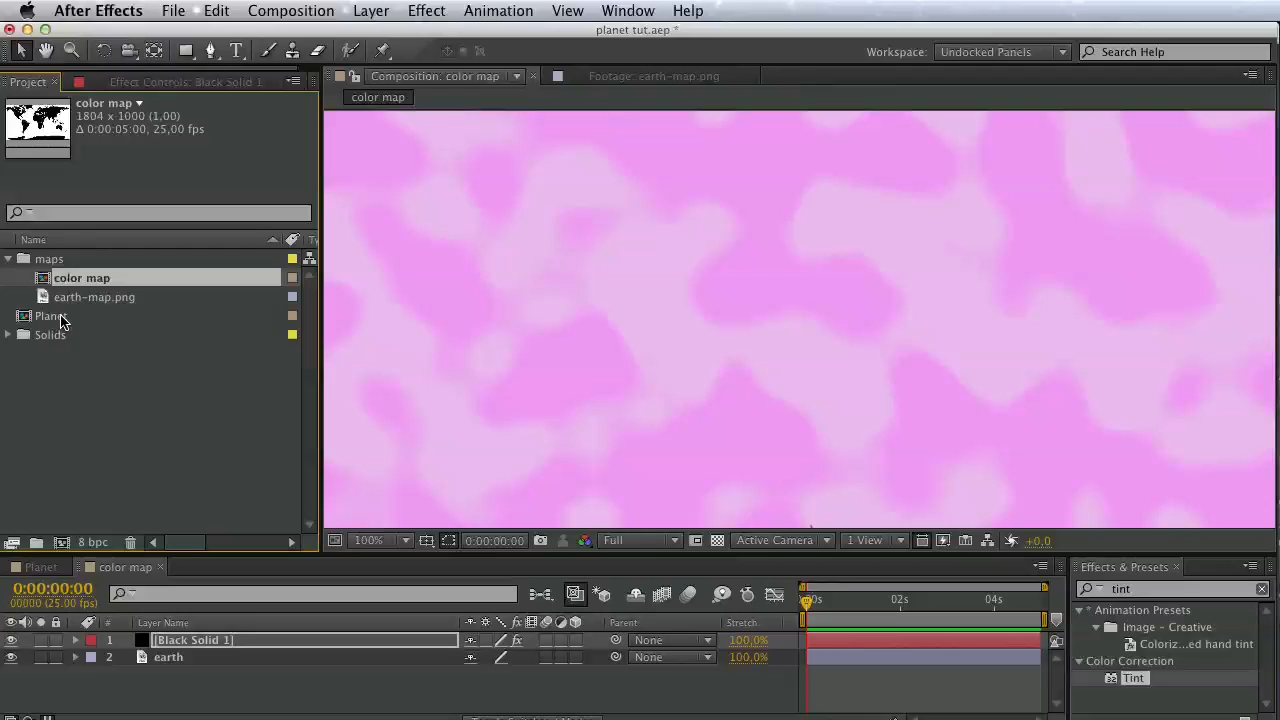 After Effects File Edit Composition Layer Effect Animation View Window Help
planet tut.aep *
Workspace: Undocked Panels Search Help
Project Effect Controls: Black Solid 1 Composition: color map Footage: earth-map.png
color map
color map
1804 x 1000 (1,00)
Δ 0:00:05:00, 25,00 fps
Name Ty
maps
color map
earth-map.png
Planet
Solids
8 bpc 100% 0:00:00:00 Full Active Camera 1 View +0,0
Planet color map Effects & Presets
0:00:00:00
00000 (25.00 fps)
00s 02s 04s
tint
# Layer Name Parent Stretch
1 [Black Solid 1] fx None 100,0%
2 earth None 100,0%
* Animation Presets
Image - Creative
Coloriz...ed hand tint
Color Correction
Tint